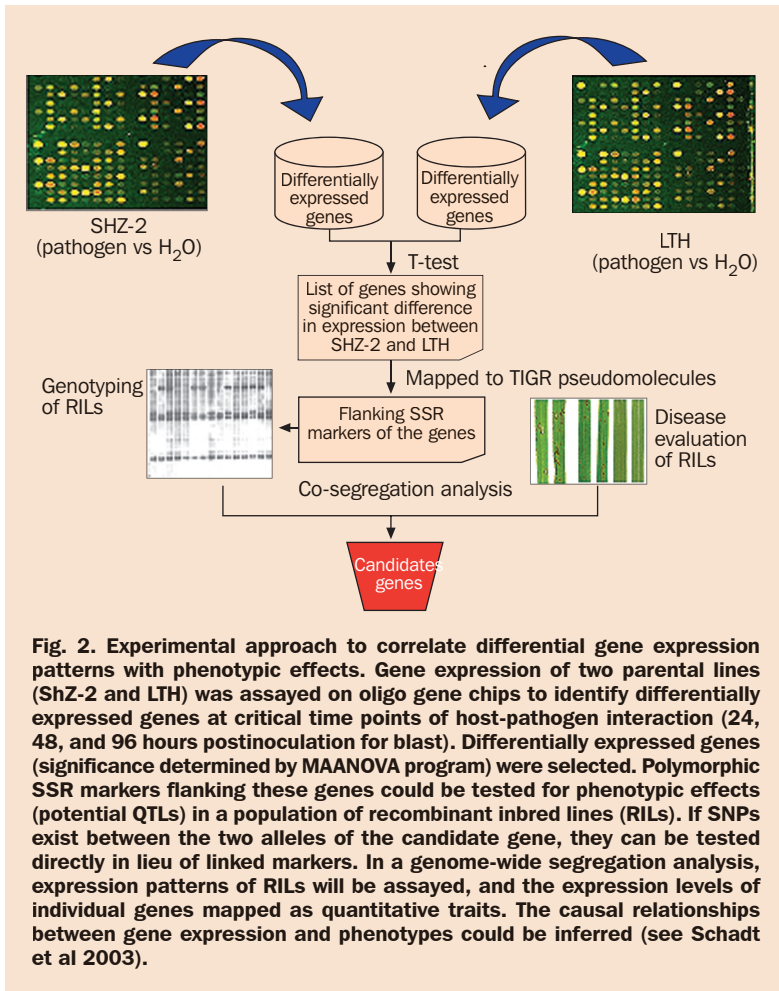 Differentially
expressed
genes
Differentially
expressed
genes
SHZ-2
(pathogen vs H2O)
LTH
(pathogen vs H2O)
T-test
List of genes showing
significant difference
in expression between
SHZ-2 and LTH
Mapped to TIGR pseudomolecules
Genotyping
of RILs
Flanking SSR
markers of the genes
Disease
evaluation
of RILs
Co-segregation analysis
Candidates
genes
Fig. 2. Experimental approach to correlate differential gene expression
patterns with phenotypic effects. Gene expression of two parental lines
(ShZ-2 and LTH) was assayed on oligo gene chips to identify differentially
expressed genes at critical time points of host-pathogen interaction (24,
48, and 96 hours postinoculation for blast). Differentially expressed genes
(significance determined by MAANOVA program) were selected. Polymorphic
SSR markers flanking these genes could be tested for phenotypic effects
(potential QTLs) in a population of recombinant inbred lines (RILs). If SNPs
exist between the two alleles of the candidate gene, they can be tested
directly in lieu of linked markers. In a genome-wide segregation analysis,
expression patterns of RILs will be assayed, and the expression levels of
individual genes mapped as quantitative traits. The causal relationships
between gene expression and phenotypes could be inferred (see Schadt
et al 2003).